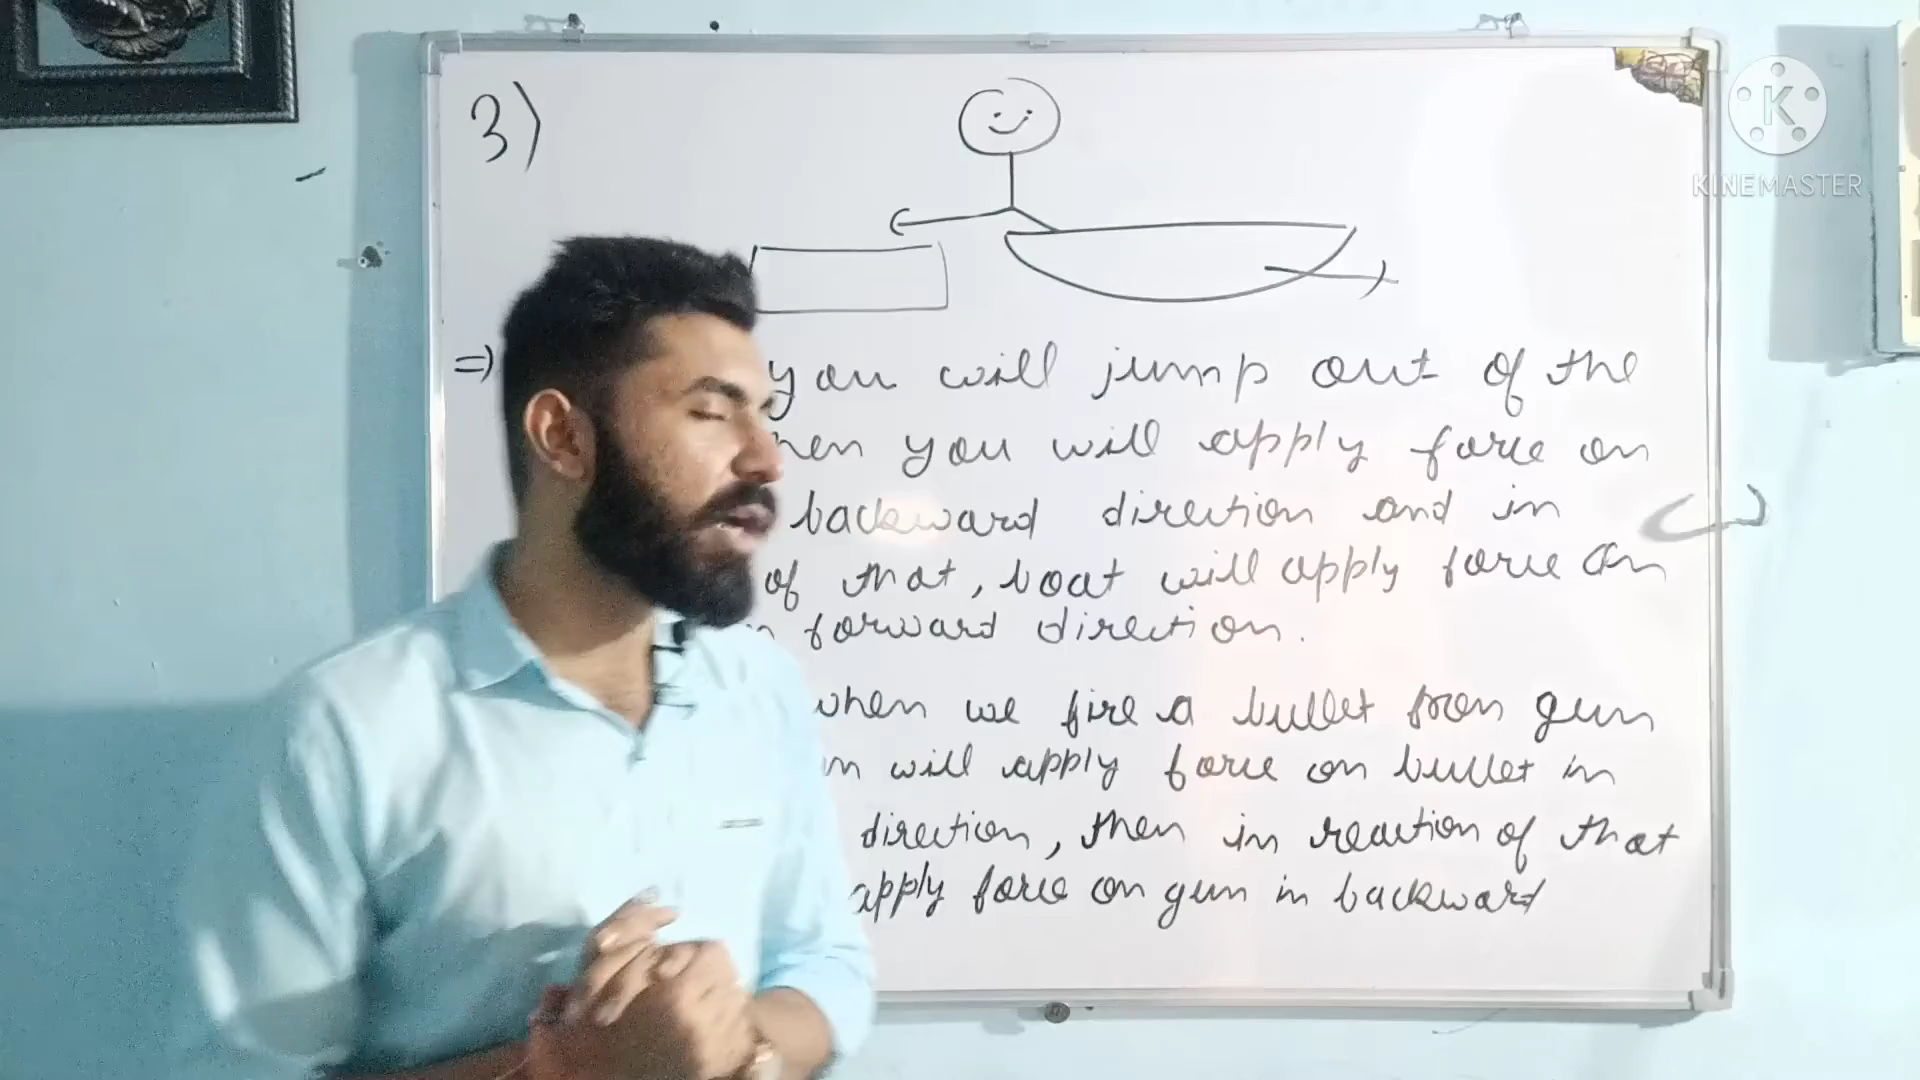 3)
K
KINEMASTER
=) you will jump out of the
hen you will apply force on
backward direction and in
of that, boat will apply force on
forward direction.
when we fire a bullet from gun
n will apply force on bullet in
direction, then in reaction of that
apply force on gun in backward